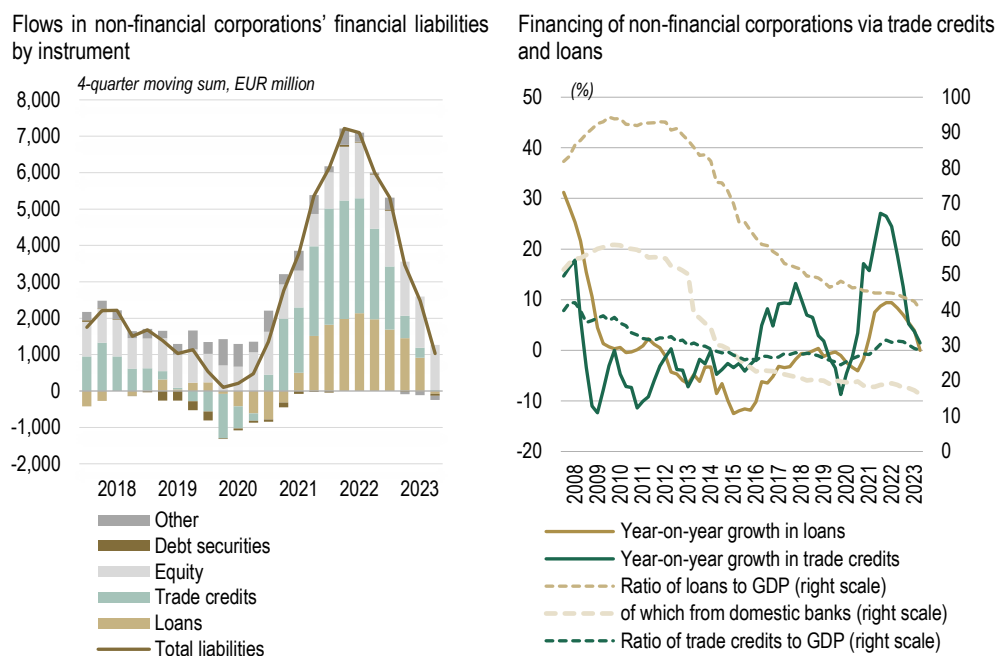 Flows in non-financial corporations’ financial liabilities
by instrument
4-quarter moving sum, EUR million
8,000
7,000
6,000
5,000
4,000
3,000
2,000
1,000
0
-1,000
-2,000
2018 2019 2020 2021 2022 2023
Other
Debt securities
Equity
Trade credits
Loans
Total liabilities
Financing of non-financial corporations via trade credits
and loans
(%)
50
40
30
20
10
0
-10
-20
100
90
80
70
60
50
40
30
20
10
0
2008 2009 2010 2011 2012 2013 2014 2015 2016 2017 2018 2019 2020 2021 2022 2023
Year-on-year growth in loans
Year-on-year growth in trade credits
Ratio of loans to GDP (right scale)
of which from domestic banks (right scale)
Ratio of trade credits to GDP (right scale)